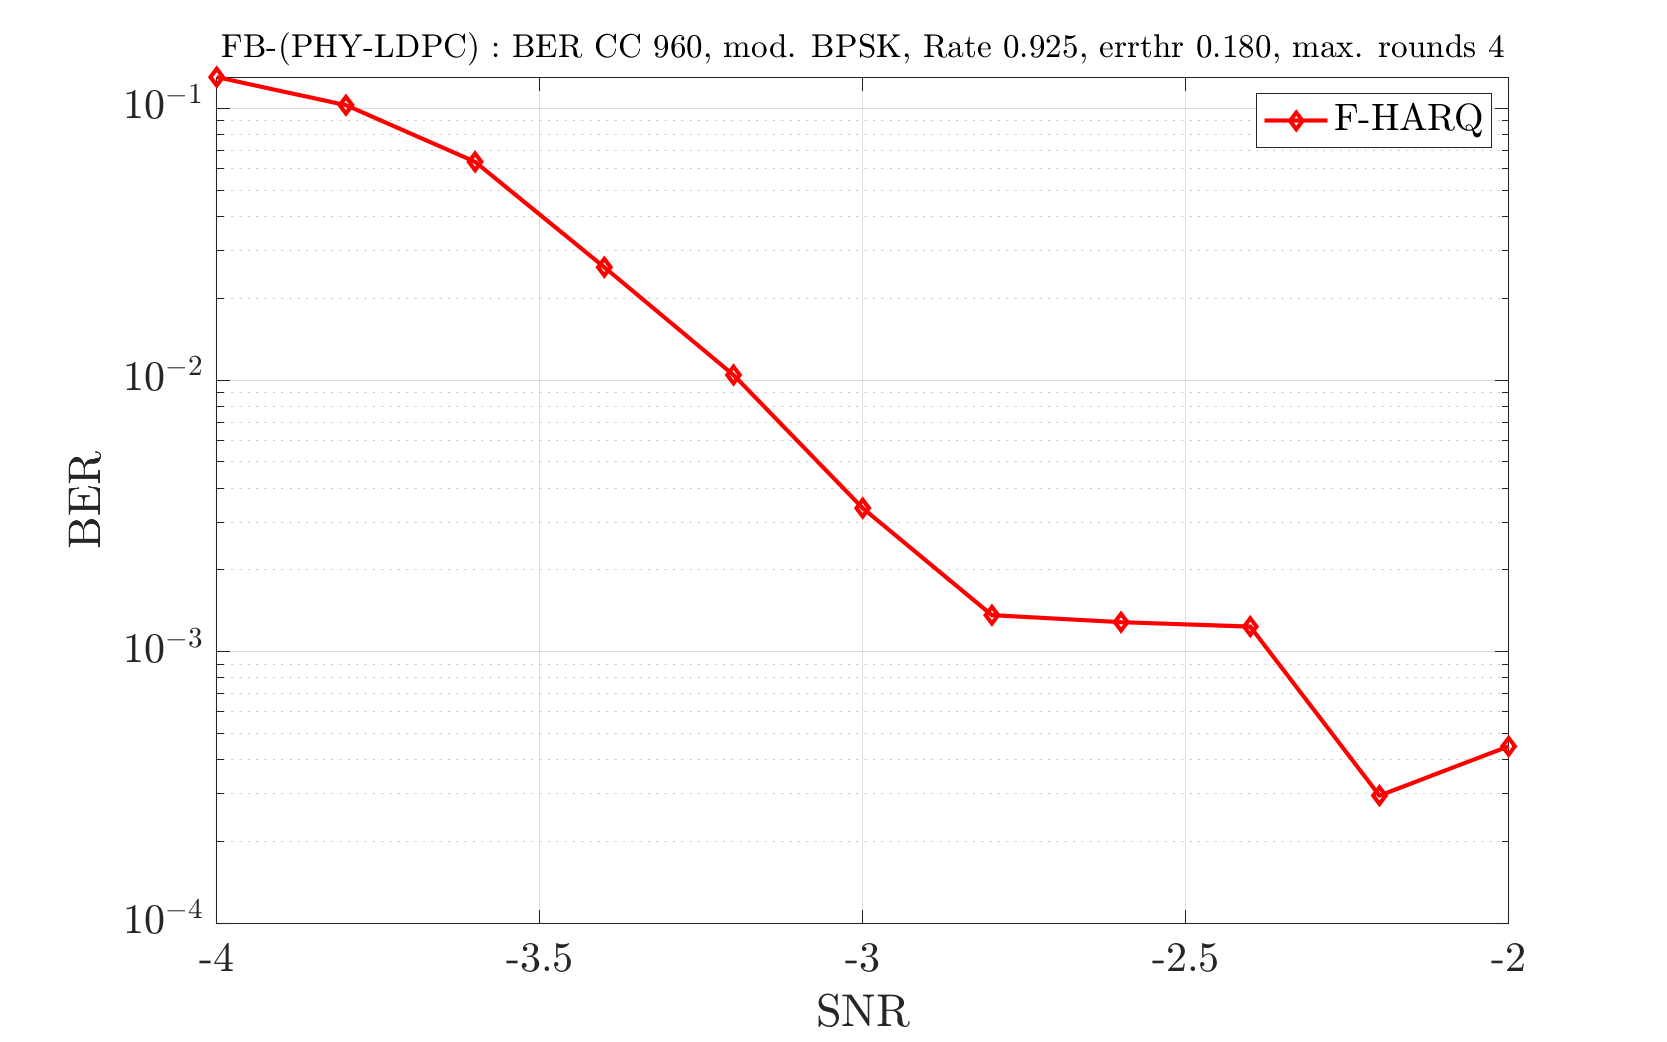 FB-(PHY-LDPC) : BER CC 960, mod. BPSK, Rate 0.925, errthr 0.180, max. rounds 4
F-HARQ
10^{-1}
10^{-2}
10^{-3}
10^{-4}
BER
-4 -3.5 -3 -2.5 -2
SNR